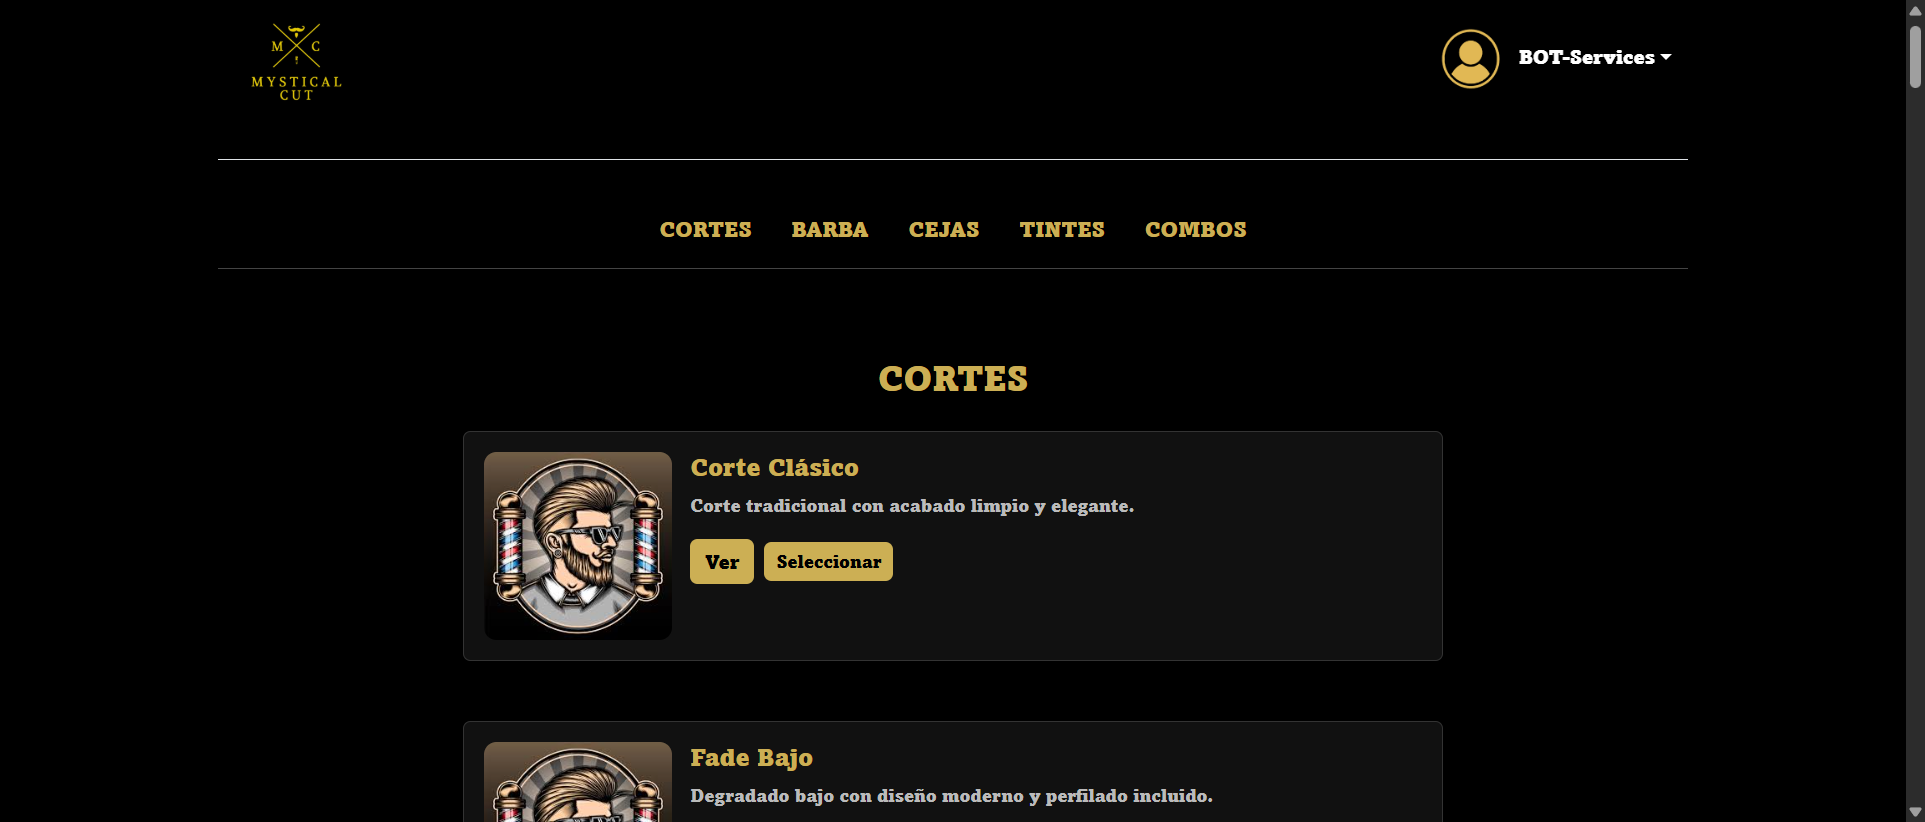 M C
MYSTICAL
CUT
BOT-Services
CORTES BARBA CEJAS TINTES COMBOS
CORTES
Corte Clásico
Corte tradicional con acabado limpio y elegante.
Ver Seleccionar
Fade Bajo
Degradado bajo con diseño moderno y perfilado incluido.